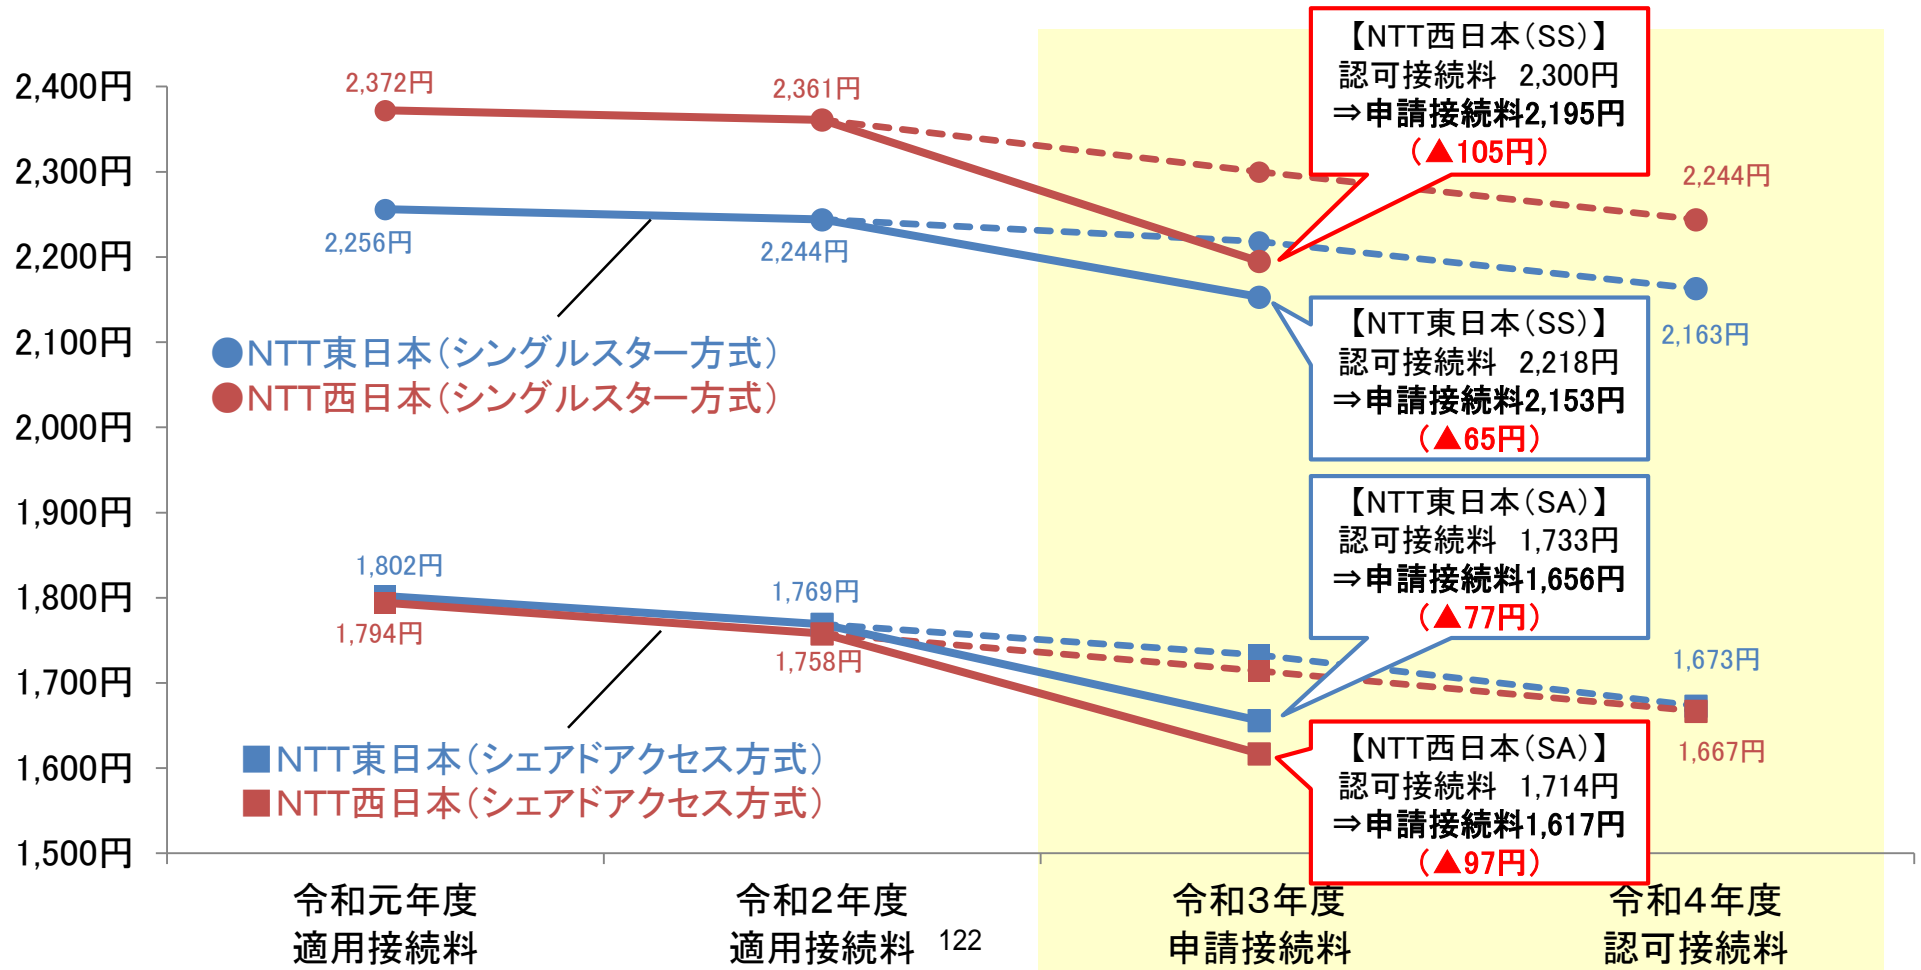 2,400円
2,300円
2,200円
2,100円
2,000円
1,900円
1,800円
1,700円
1,600円
1,500円
2,372円
2,361円
2,244円
2,256円
2,244円
2,163円
【NTT西日本(SS)】
認可接続料 2,300円
⇒申請接続料2,195円
(▲105円)
【NTT東日本(SS)】
認可接続料 2,218円
⇒申請接続料2,153円
(▲65円)
●NTT東日本(シングルスター方式)
●NTT西日本(シングルスター方式)
1,802円
1,769円
1,673円
1,794円
1,758円
1,667円
【NTT東日本(SA)】
認可接続料 1,733円
⇒申請接続料1,656円
(▲77円)
【NTT西日本(SA)】
認可接続料 1,714円
⇒申請接続料1,617円
(▲97円)
■NTT東日本(シェアドアクセス方式)
■NTT西日本(シェアドアクセス方式)
令和元年度
適用接続料
令和2年度
適用接続料
令和3年度
申請接続料
令和4年度
認可接続料
122